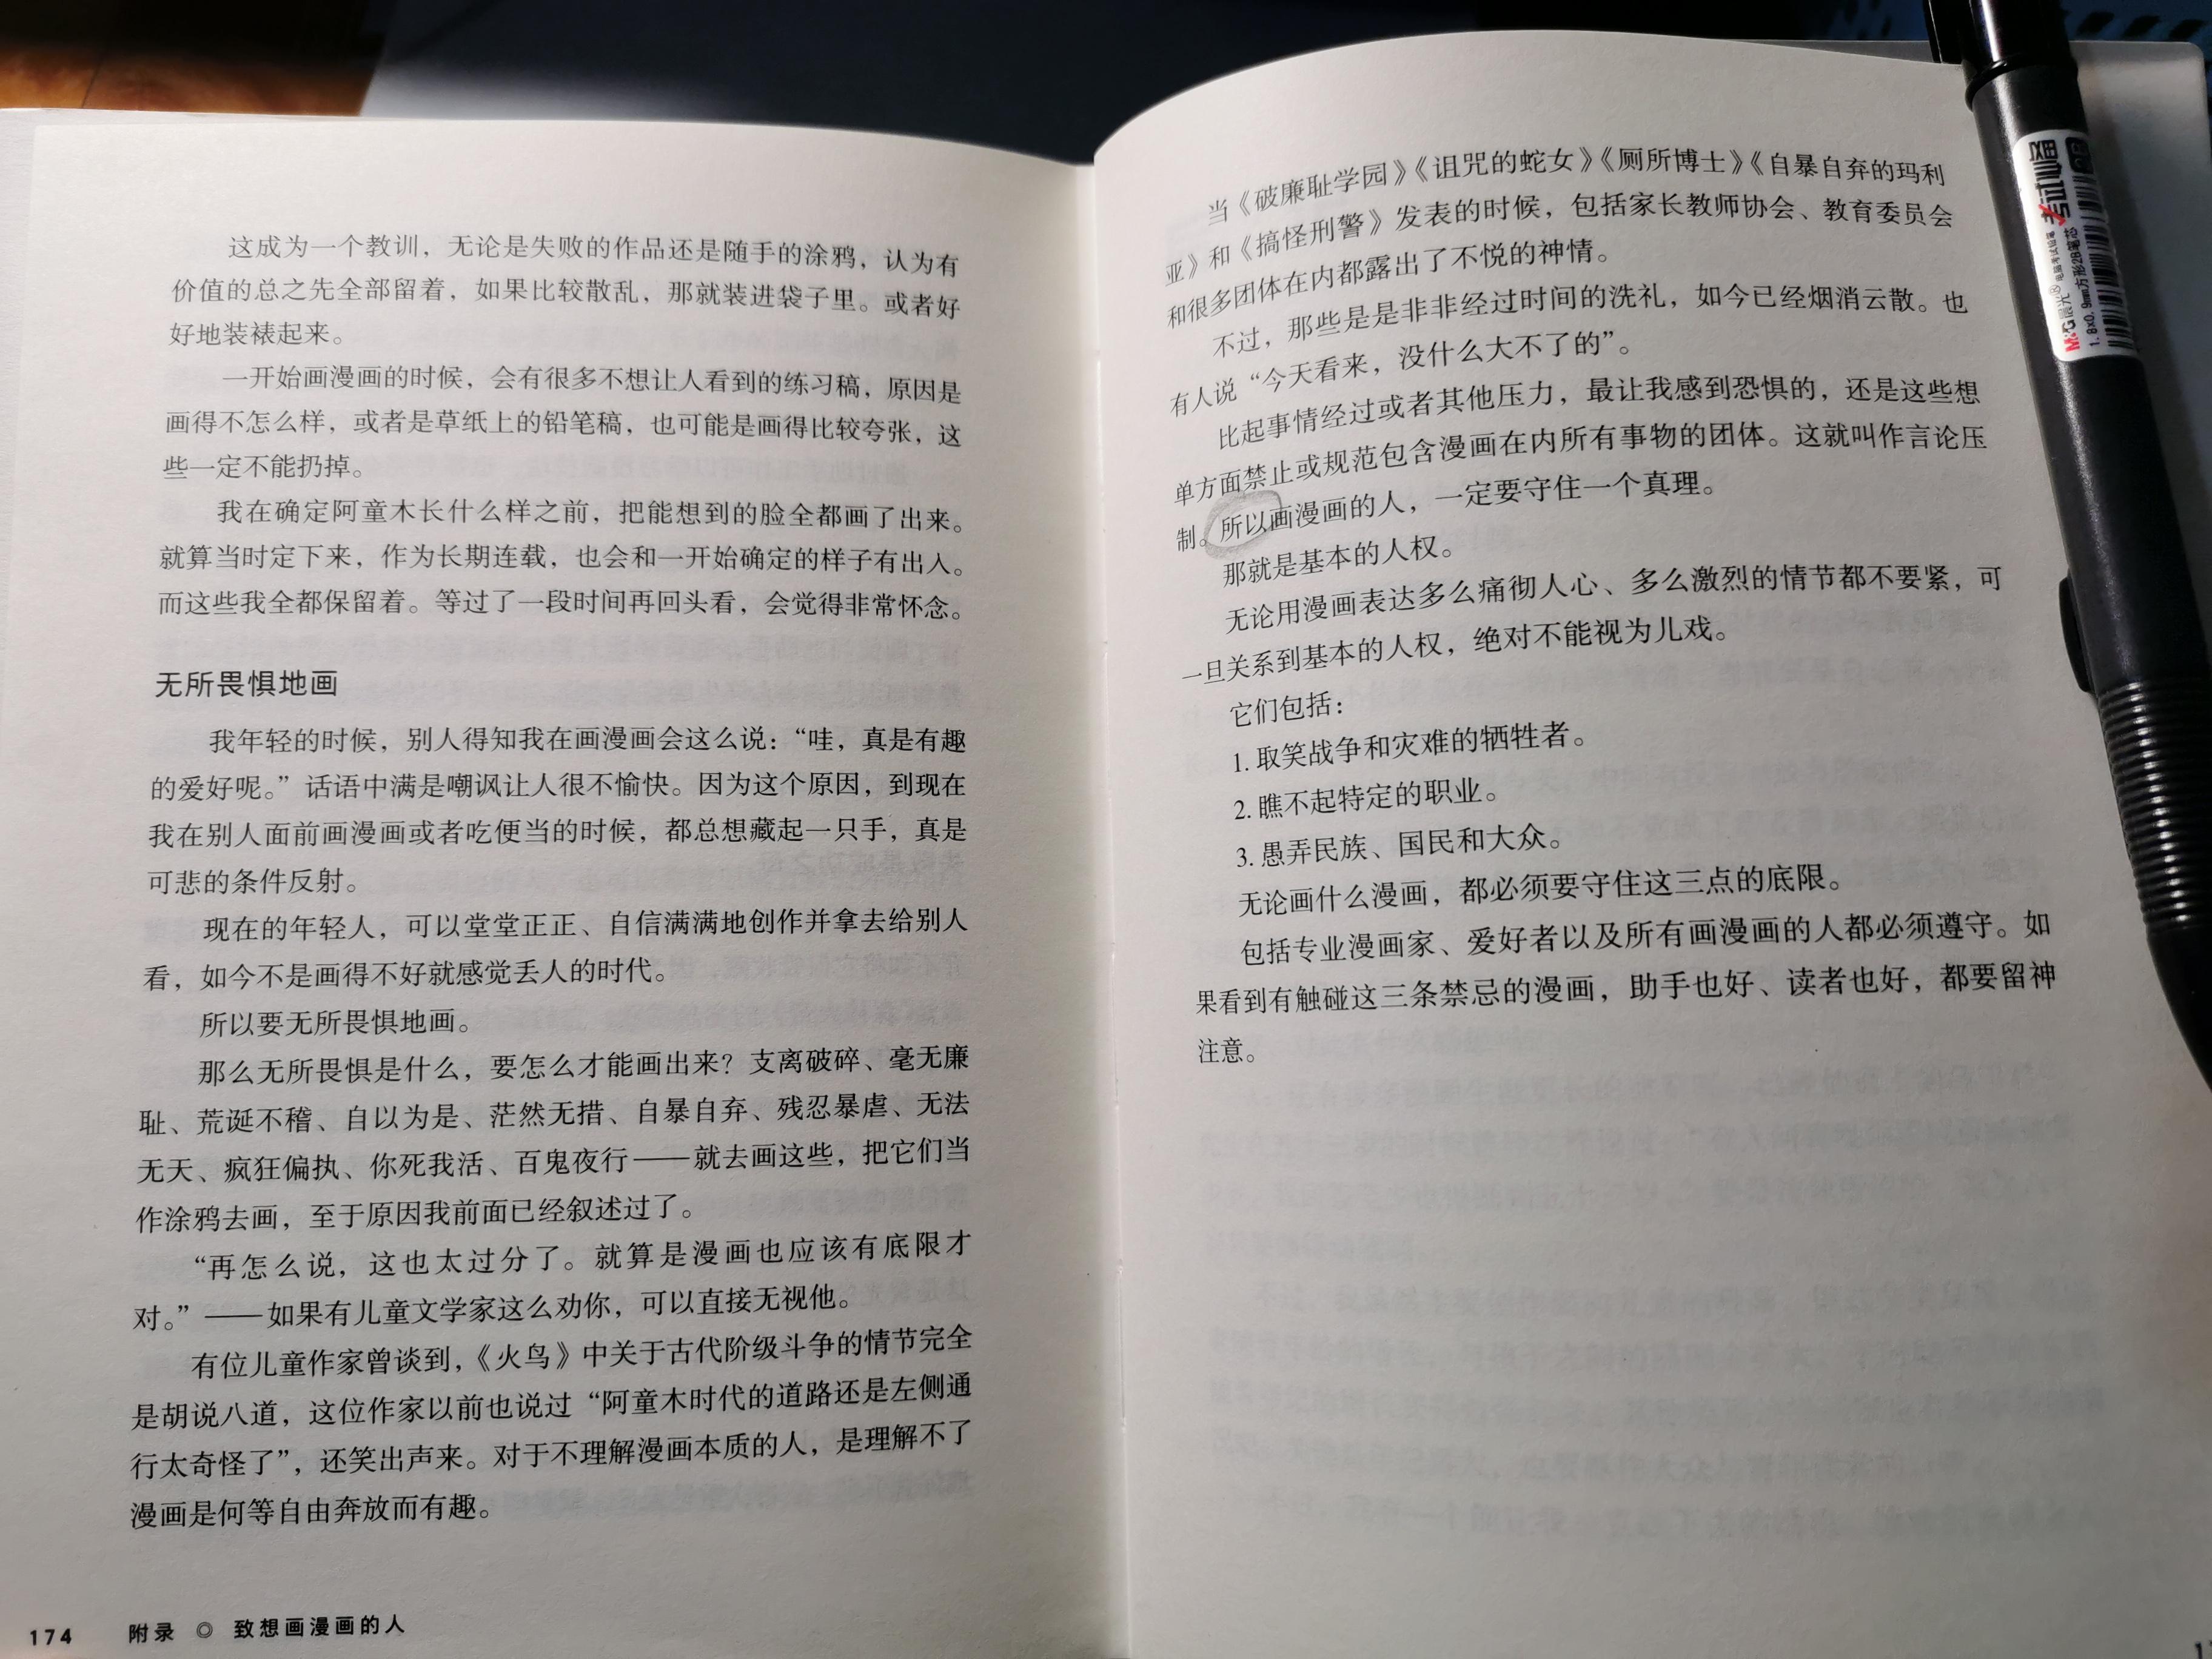 这成为一个教训，无论是失败的作品还是随手的涂鸦，认为有
价值的总之先全部留着，如果比较散乱，那就装进袋子里。或者好
好地装裱起来。
一开始画漫画的时候，会有很多不想让人看到的练习稿，原因是
画得不怎么样，或者是草纸上的铅笔稿，也可能是画得比较夸张，这
些一定不能扔掉。
我在确定阿童木长什么样之前，把能想到的脸全都画了出来。
就算当时定下来，作为长期连载，也会和一开始确定的样子有出入。
而这些我全都保留着。等过了一段时间再回头看，会觉得非常怀念。
无所畏惧地画
我年轻的时候，别人得知我在画漫画会这么说：“哇，真是有趣
的爱好呢。”话语中满是嘲讽让人很不愉快。因为这个原因，到现在
我在别人面前画漫画或者吃便当的时候，都总想藏起一只手，真是
可悲的条件反射。
现在的年轻人，可以堂堂正正、自信满满地创作并拿去给别人
看，如今不是画得不好就感觉丢人的时代。
所以要无所畏惧地画。
那么无所畏惧是什么，要怎么才能画出来？支离破碎、毫无廉
耻、荒诞不稽、自以为是、茫然无措、自暴自弃、残忍暴虐、无法
无天、疯狂偏执、你死我活、百鬼夜行——就去画这些，把它们当
作涂鸦去画，至于原因我前面已经叙述过了。
“再怎么说，这也太过分了。就算是漫画也应该有底限才
对。”——如果有儿童文学家这么劝你，可以直接无视他。
有位儿童作家曾谈到，《火鸟》中关于古代阶级斗争的情节完全
是胡说八道，这位作家以前也说过“阿童木时代的道路还是左侧通
行太奇怪了”，还笑出声来。对于不理解漫画本质的人，是理解不了
漫画是何等自由奔放而有趣。
174 附录 ◎ 致想画漫画的人
当《破廉耻学园》《诅咒的蛇女》《厕所博士》《自暴自弃的玛利
亚》和《搞怪刑警》发表的时候，包括家长教师协会、教育委员会
和很多团体在内都露出了不悦的神情。
不过，那些是是非非经过时间的洗礼，如今已经烟消云散。也
有人说“今天看来，没什么大不了的”。
比起事情经过或者其他压力，最让我感到恐惧的，还是这些想
单方面禁止或规范包含漫画在内所有事物的团体。这就叫作言论压
制。所以画漫画的人，一定要守住一个真理。
那就是基本的人权。
无论用漫画表达多么痛彻人心、多么激烈的情节都不要紧，可
一旦关系到基本的人权，绝对不能视为儿戏。
它们包括：
1. 取笑战争和灾难的牺牲者。
2. 瞧不起特定的职业。
3. 愚弄民族、国民和大众。
无论画什么漫画，都必须要守住这三点的底限。
包括专业漫画家、爱好者以及所有画漫画的人都必须遵守。如
果看到有触碰这三条禁忌的漫画，助手也好、读者也好，都要留神
注意。
M&G 晨光®
1.8x0.9mm方形2B笔芯
考试必备